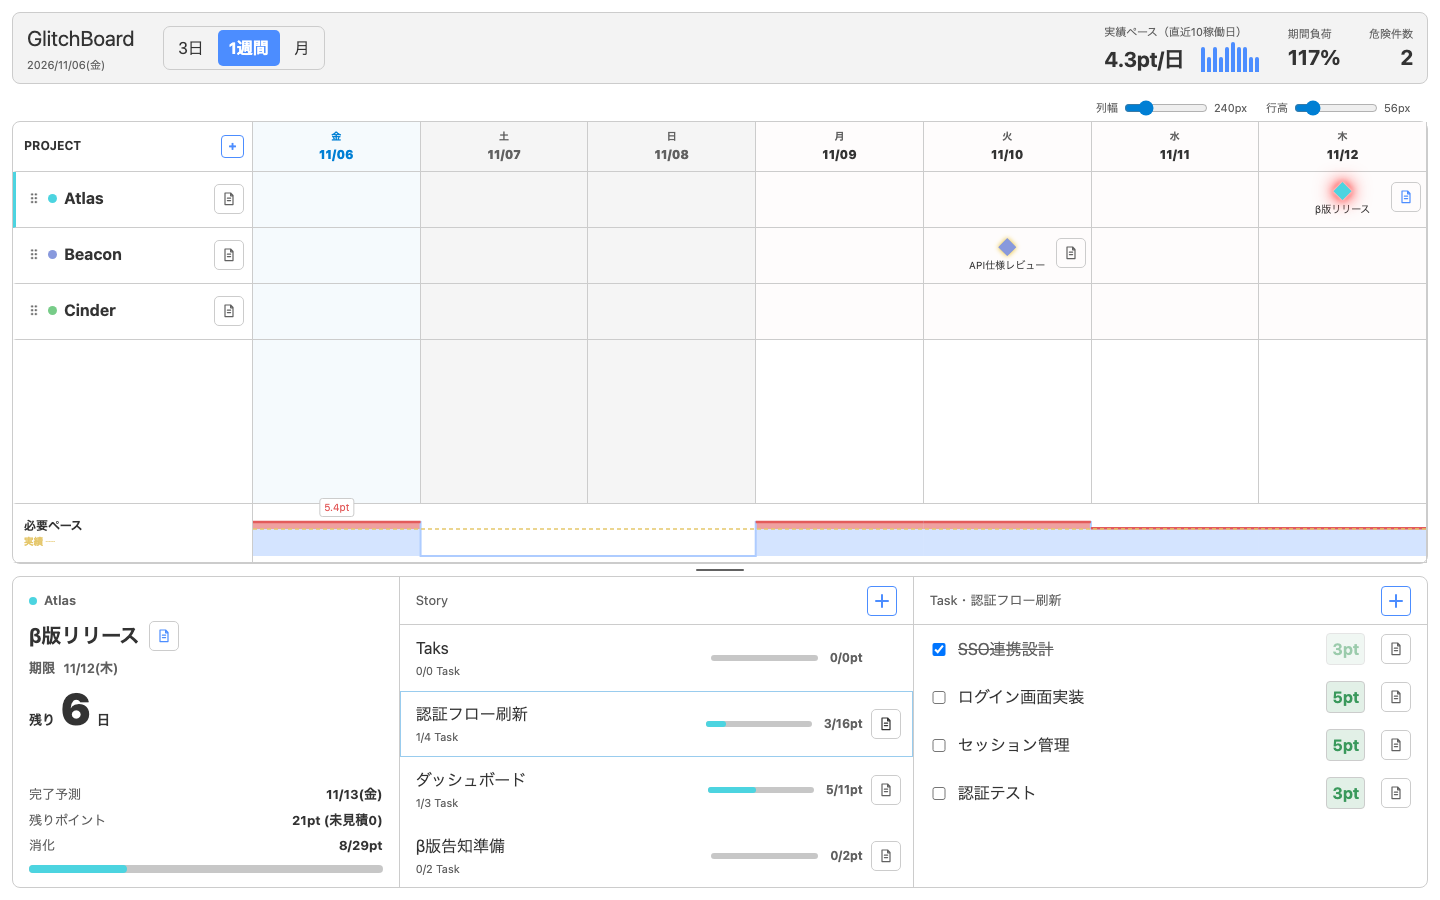 GlitchBoard
2026/11/06(金)
3日
1週間
月
実績ペース（直近10稼働日）
4.3pt/日
期間負荷
117%
危険件数
2
列幅
240px
行高
56px
PROJECT
+
金
11/06
土
11/07
日
11/08
月
11/09
火
11/10
水
11/11
木
11/12
Atlas
β版リリース
Beacon
API仕様レビュー
Cinder
必要ペース
実績 —
5.4pt
Atlas
β版リリース
期限 11/12(木)
残り 6 日
完了予測 11/13(金)
残りポイント 21pt (未見積0)
消化 8/29pt
Story
+
Taks
0/0 Task
0/0pt
認証フロー刷新
1/4 Task
3/16pt
ダッシュボード
1/3 Task
5/11pt
β版告知準備
0/2 Task
0/2pt
Task・認証フロー刷新
+
SSO連携設計 3pt
ログイン画面実装 5pt
セッション管理 5pt
認証テスト 3pt